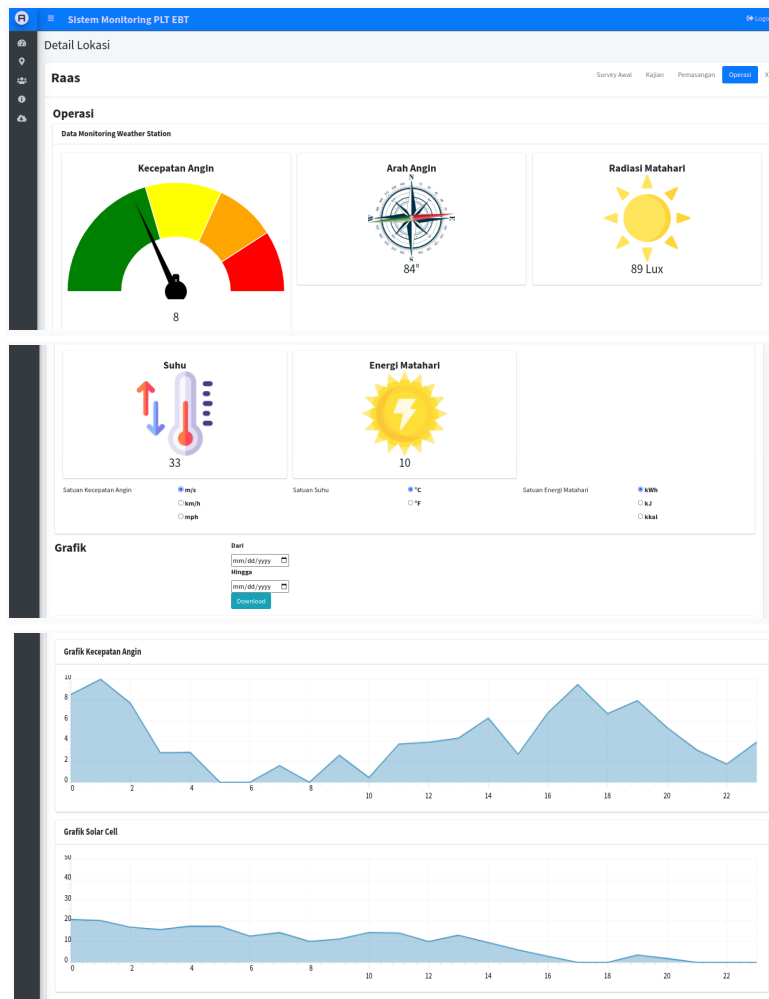 Sistem Monitoring PLT EBT
Logo
Detail Lokasi
Raas
Survey Awal Kajian Pemasangan Operasi X
Operasi
Data Monitoring Weather Station
Kecepatan Angin
8
Arah Angin
N
W E
S
84°
Radiasi Matahari
89 Lux
Suhu
33
Energi Matahari
10
Satuan Kecepatan Angin
m/s
km/h
mph
Satuan Suhu
°C
°F
Satuan Energi Matahari
kWh
kJ
kkal
Grafik
Dari
mm/dd/yyyy
Hingga
mm/dd/yyyy
Download
Grafik Kecepatan Angin
10
8
6
4
2
0
0 2 4 6 8 10 12 14 16 18 20 22
Grafik Solar Cell
50
40
30
20
10
0
0 2 4 6 8 10 12 14 16 18 20 22